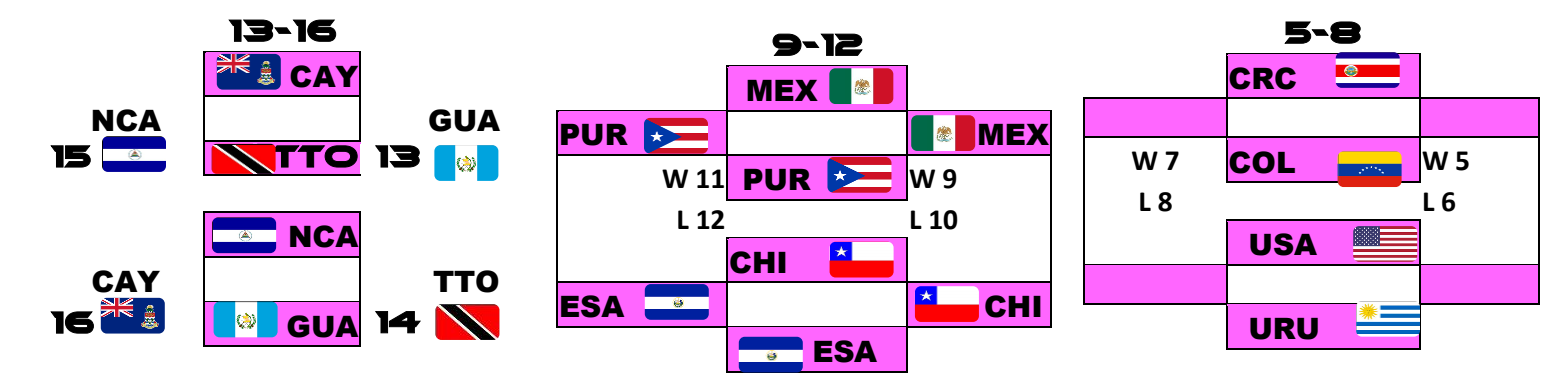 13-16
CAY
TTO
NCA
15
GUA
13
NCA
GUA
CAY
16
TTO
14
9-12
MEX
PUR
MEX
PUR
W 11
W 9
L 12
L 10
CHI
ESA
CHI
ESA
5-8
CRC
COL
W 7
W 5
L 8
L 6
USA
URU